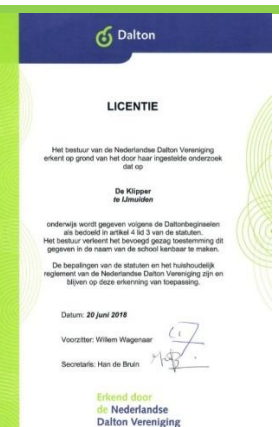 Dalton
LICENTIE
Het bestuur van de Nederlandse Dalton Vereniging
erkent op grond van het door haar ingestelde onderzoek
dat op
De Klipper
te IJmuiden
onderwijs wordt gegeven volgens de Daltonbeginselen
als bedoeld in artikel 4 lid 3 van de statuten.
Het bestuur verleent het bevoegd gezag toestemming dit
gegeven in de naam van de school kenbaar te maken.
De bepalingen van de statuten en het huishoudelijk
reglement van de Nederlandse Dalton Vereniging zijn en
blijven op deze erkenning van toepassing.
Datum: 20 juni 2018
Voorzitter: Willem Wagenaar
Secretaris: Han de Bruin
Erkend door
de Nederlandse
Dalton Vereniging